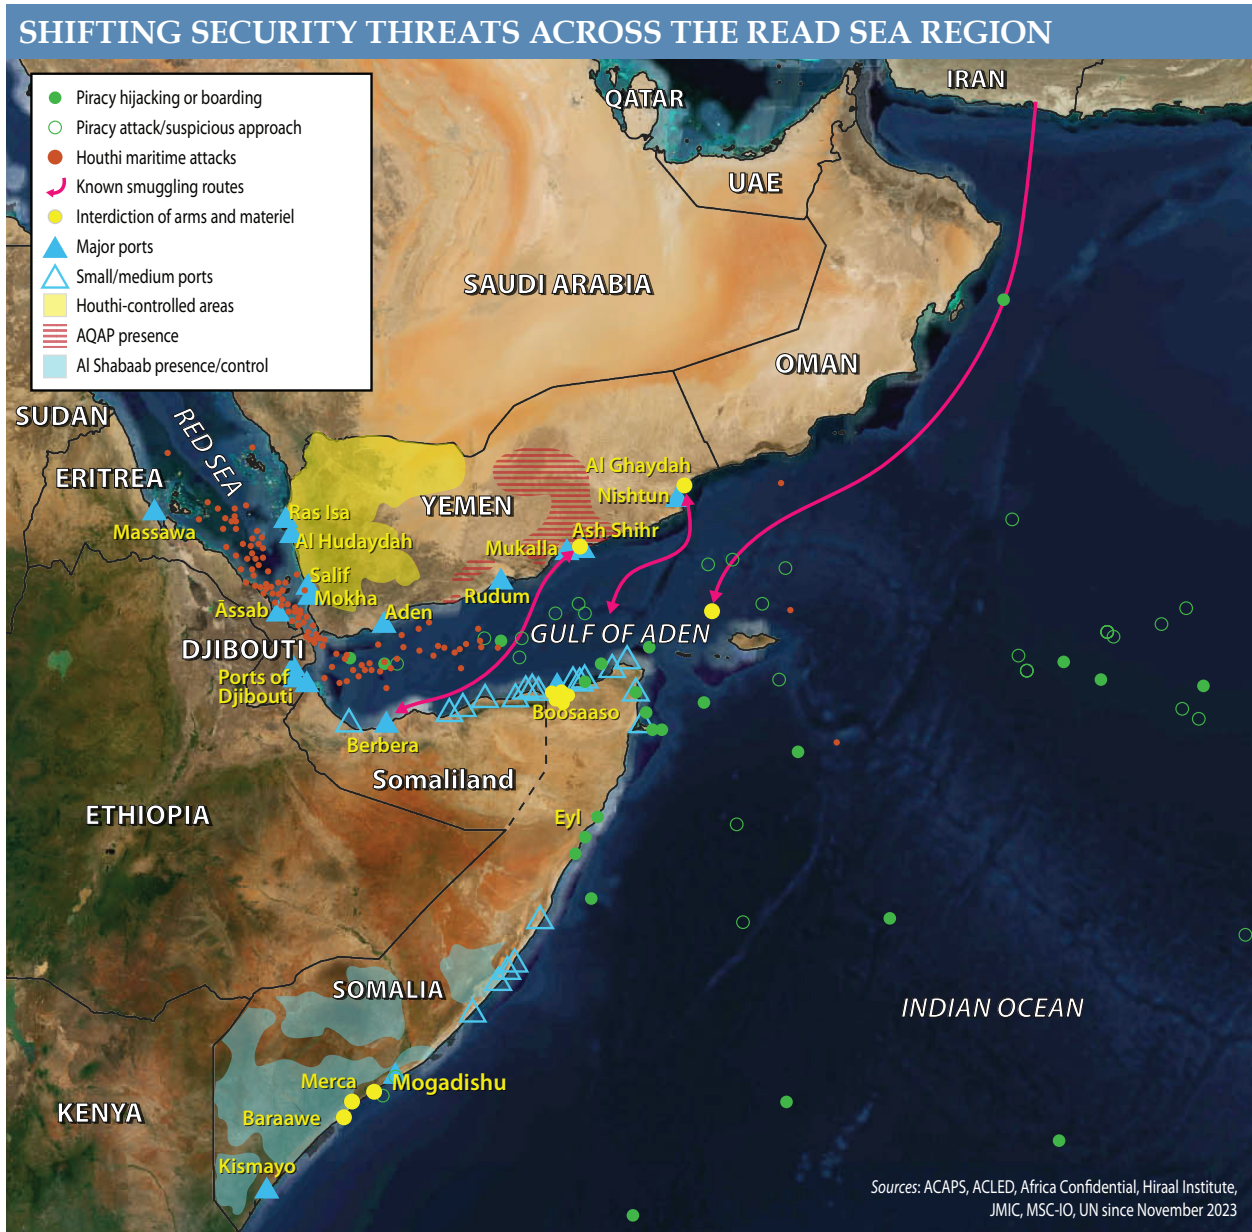 SHIFTING SECURITY THREATS ACROSS THE READ SEA REGION
Piracy hijacking or boarding
Piracy attack/suspicious approach
Houthi maritime attacks
Known smuggling routes
Interdiction of arms and materiel
Major ports
Small/medium ports
Houthi-controlled areas
AQAP presence
Al Shabaab presence/control
IRAN
QATAR
UAE
SAUDI ARABIA
OMAN
SUDAN
RED SEA
ERITREA
Massawa
YEMEN
Al Ghaydah
Nishtun
Ras Isa
Al Hudaydah
Ash Shihr
Mukalla
Salif
Mokha
Rudum
Āssab
Aden
GULF OF ADEN
DJIBOUTI
Ports of
Djibouti
Boosaaso
Berbera
Somaliland
ETHIOPIA
Eyl
SOMALIA
INDIAN OCEAN
Merca
Mogadishu
KENYA
Baraawe
Kismayo
Sources: ACAPS, ACLED, Africa Confidential, Hiraal Institute,
JMIC, MSC-IO, UN since November 2023